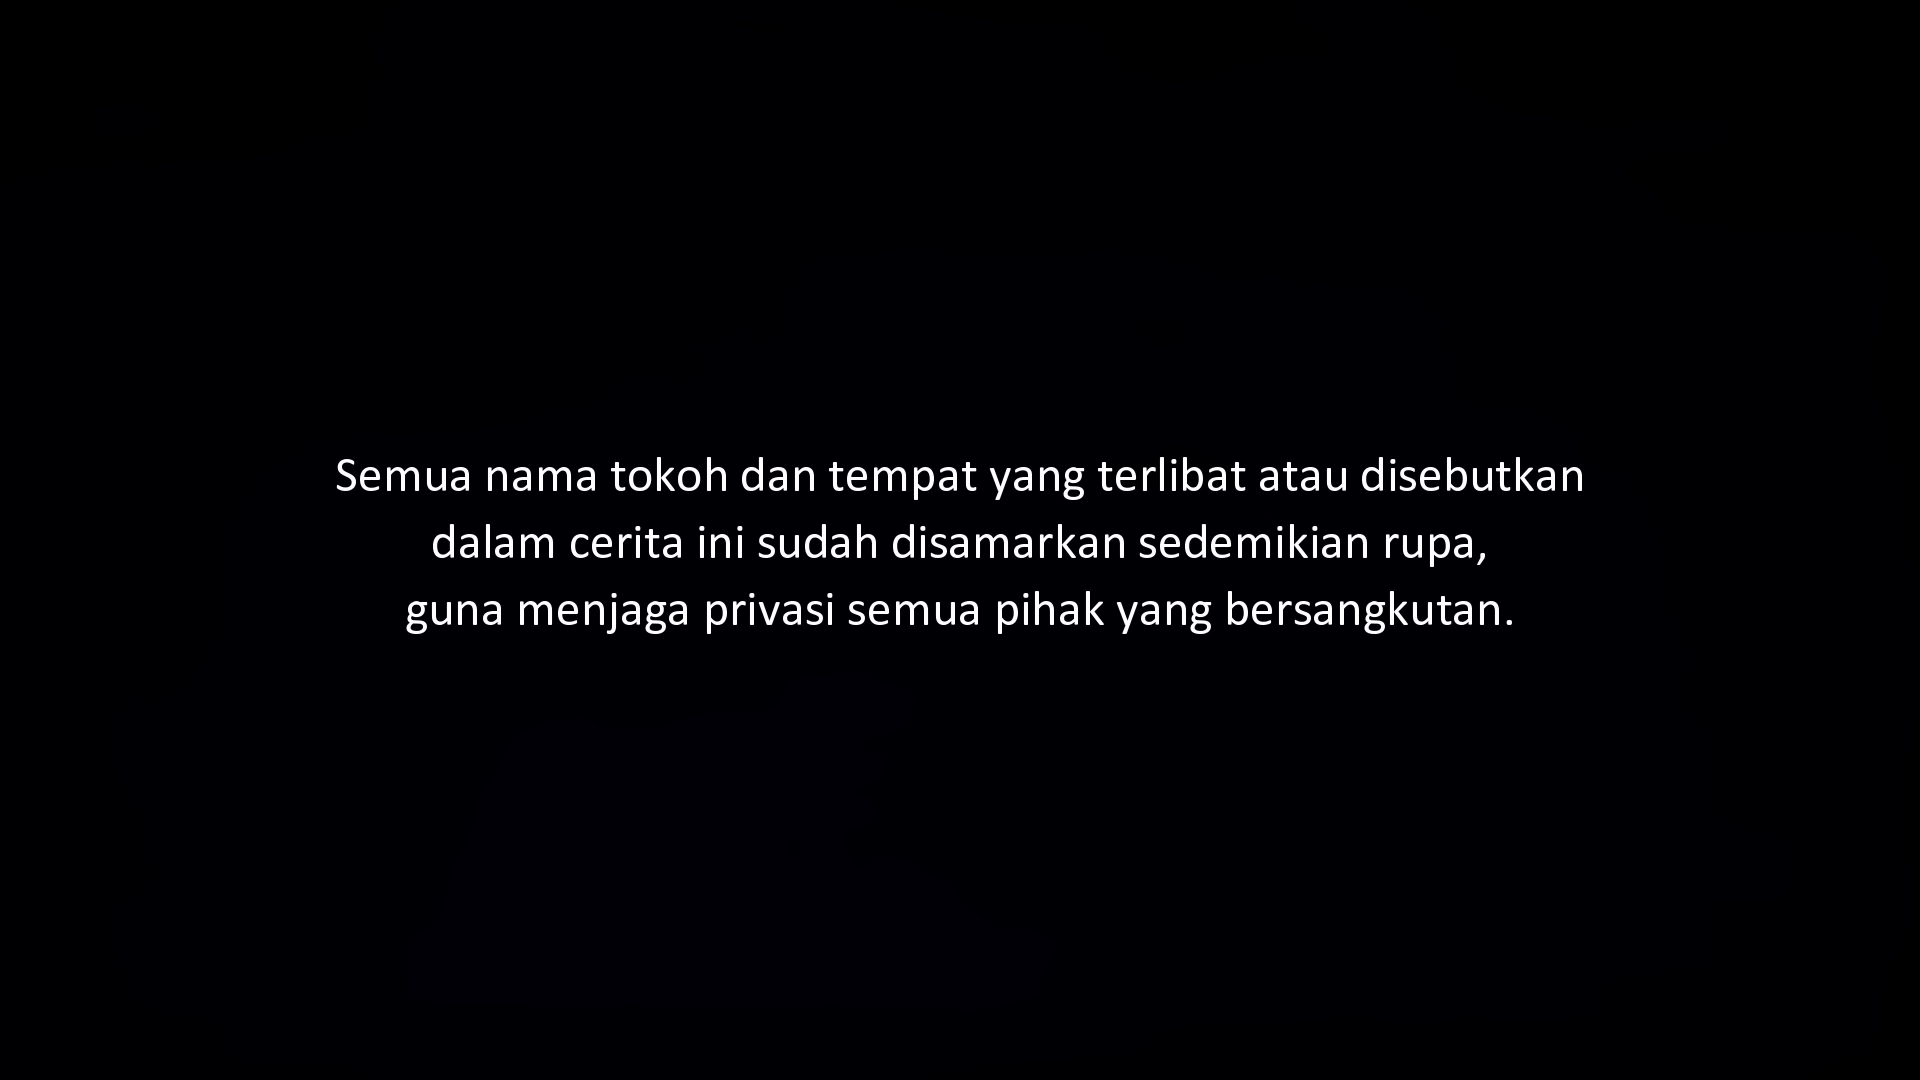 Semua nama tokoh dan tempat yang terlibat atau disebutkan
dalam cerita ini sudah disamarkan sedemikian rupa,
guna menjaga privasi semua pihak yang bersangkutan.